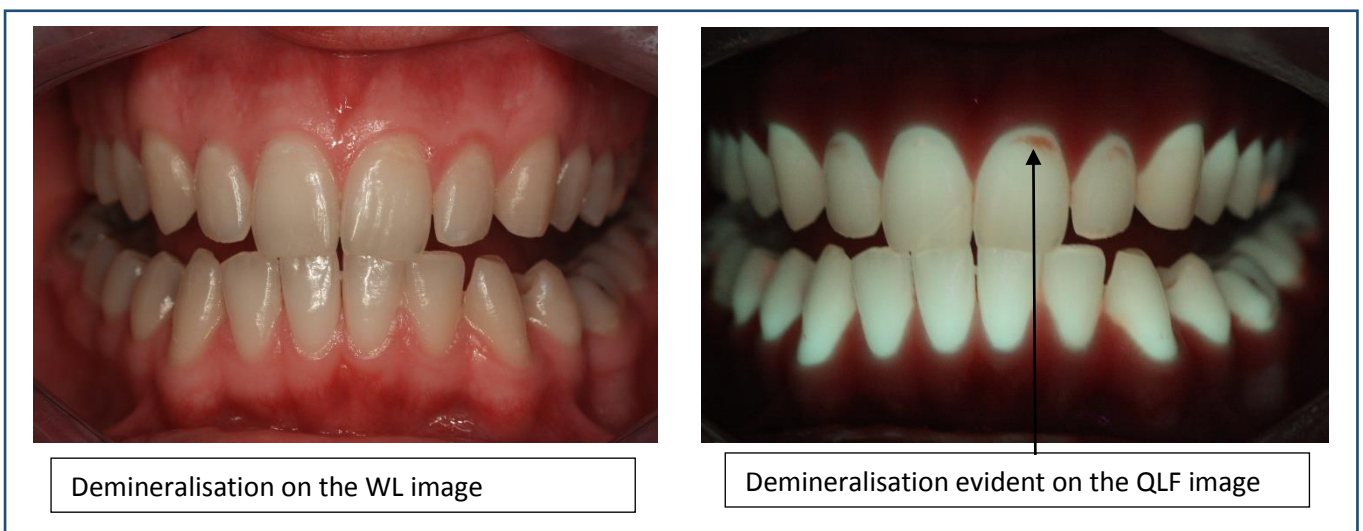 Demineralisation on the WL image
Demineralisation evident on the QLF image